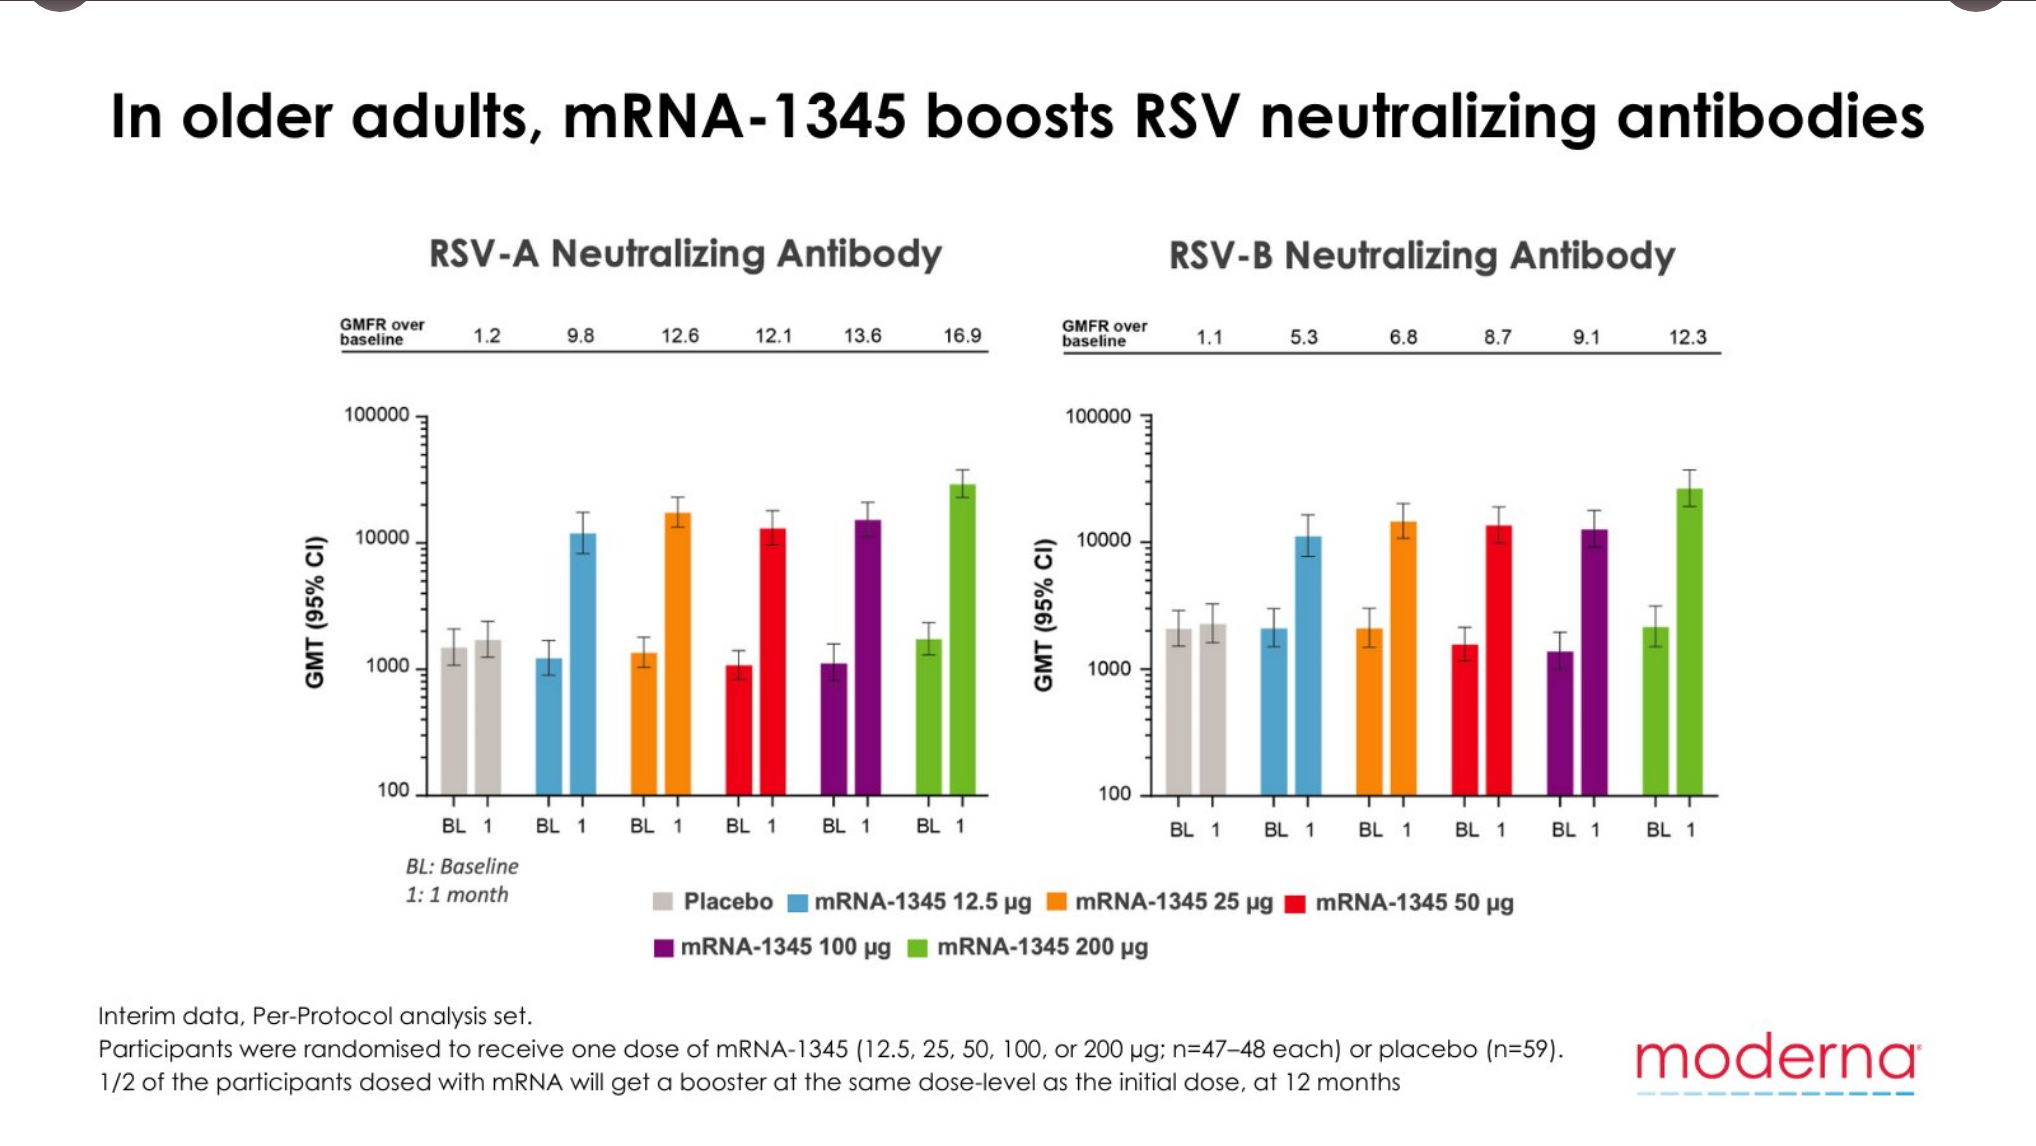 In older adults, mRNA-1345 boosts RSV neutralizing antibodies
RSV-A Neutralizing Antibody
GMFR over baseline 1.2 9.8 12.6 12.1 13.6 16.9
100000
10000
1000
100
GMT (95% CI)
BL 1 BL 1 BL 1 BL 1 BL 1 BL 1
BL: Baseline
1: 1 month
RSV-B Neutralizing Antibody
GMFR over baseline 1.1 5.3 6.8 8.7 9.1 12.3
100000
10000
1000
100
GMT (95% CI)
BL 1 BL 1 BL 1 BL 1 BL 1 BL 1
Placebo mRNA-1345 12.5 µg mRNA-1345 25 µg mRNA-1345 50 µg
mRNA-1345 100 µg mRNA-1345 200 µg
Interim data, Per-Protocol analysis set.
Participants were randomised to receive one dose of mRNA-1345 (12.5, 25, 50, 100, or 200 µg; n=47–48 each) or placebo (n=59).
1/2 of the participants dosed with mRNA will get a booster at the same dose-level as the initial dose, at 12 months
moderna